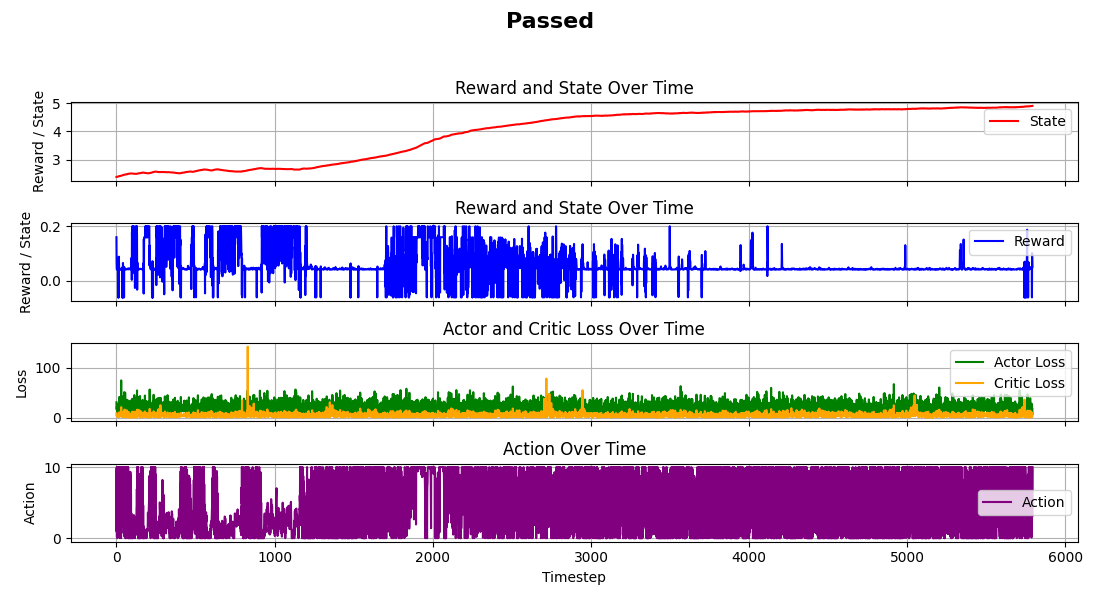 Passed
Reward and State Over Time
Reward / State
5
4
3
State
Reward and State Over Time
Reward / State
0.2
0.0
Reward
Actor and Critic Loss Over Time
Loss
100
0
Actor Loss
Critic Loss
Action Over Time
Action
10
0
Action
0 1000 2000 3000 4000 5000 6000
Timestep